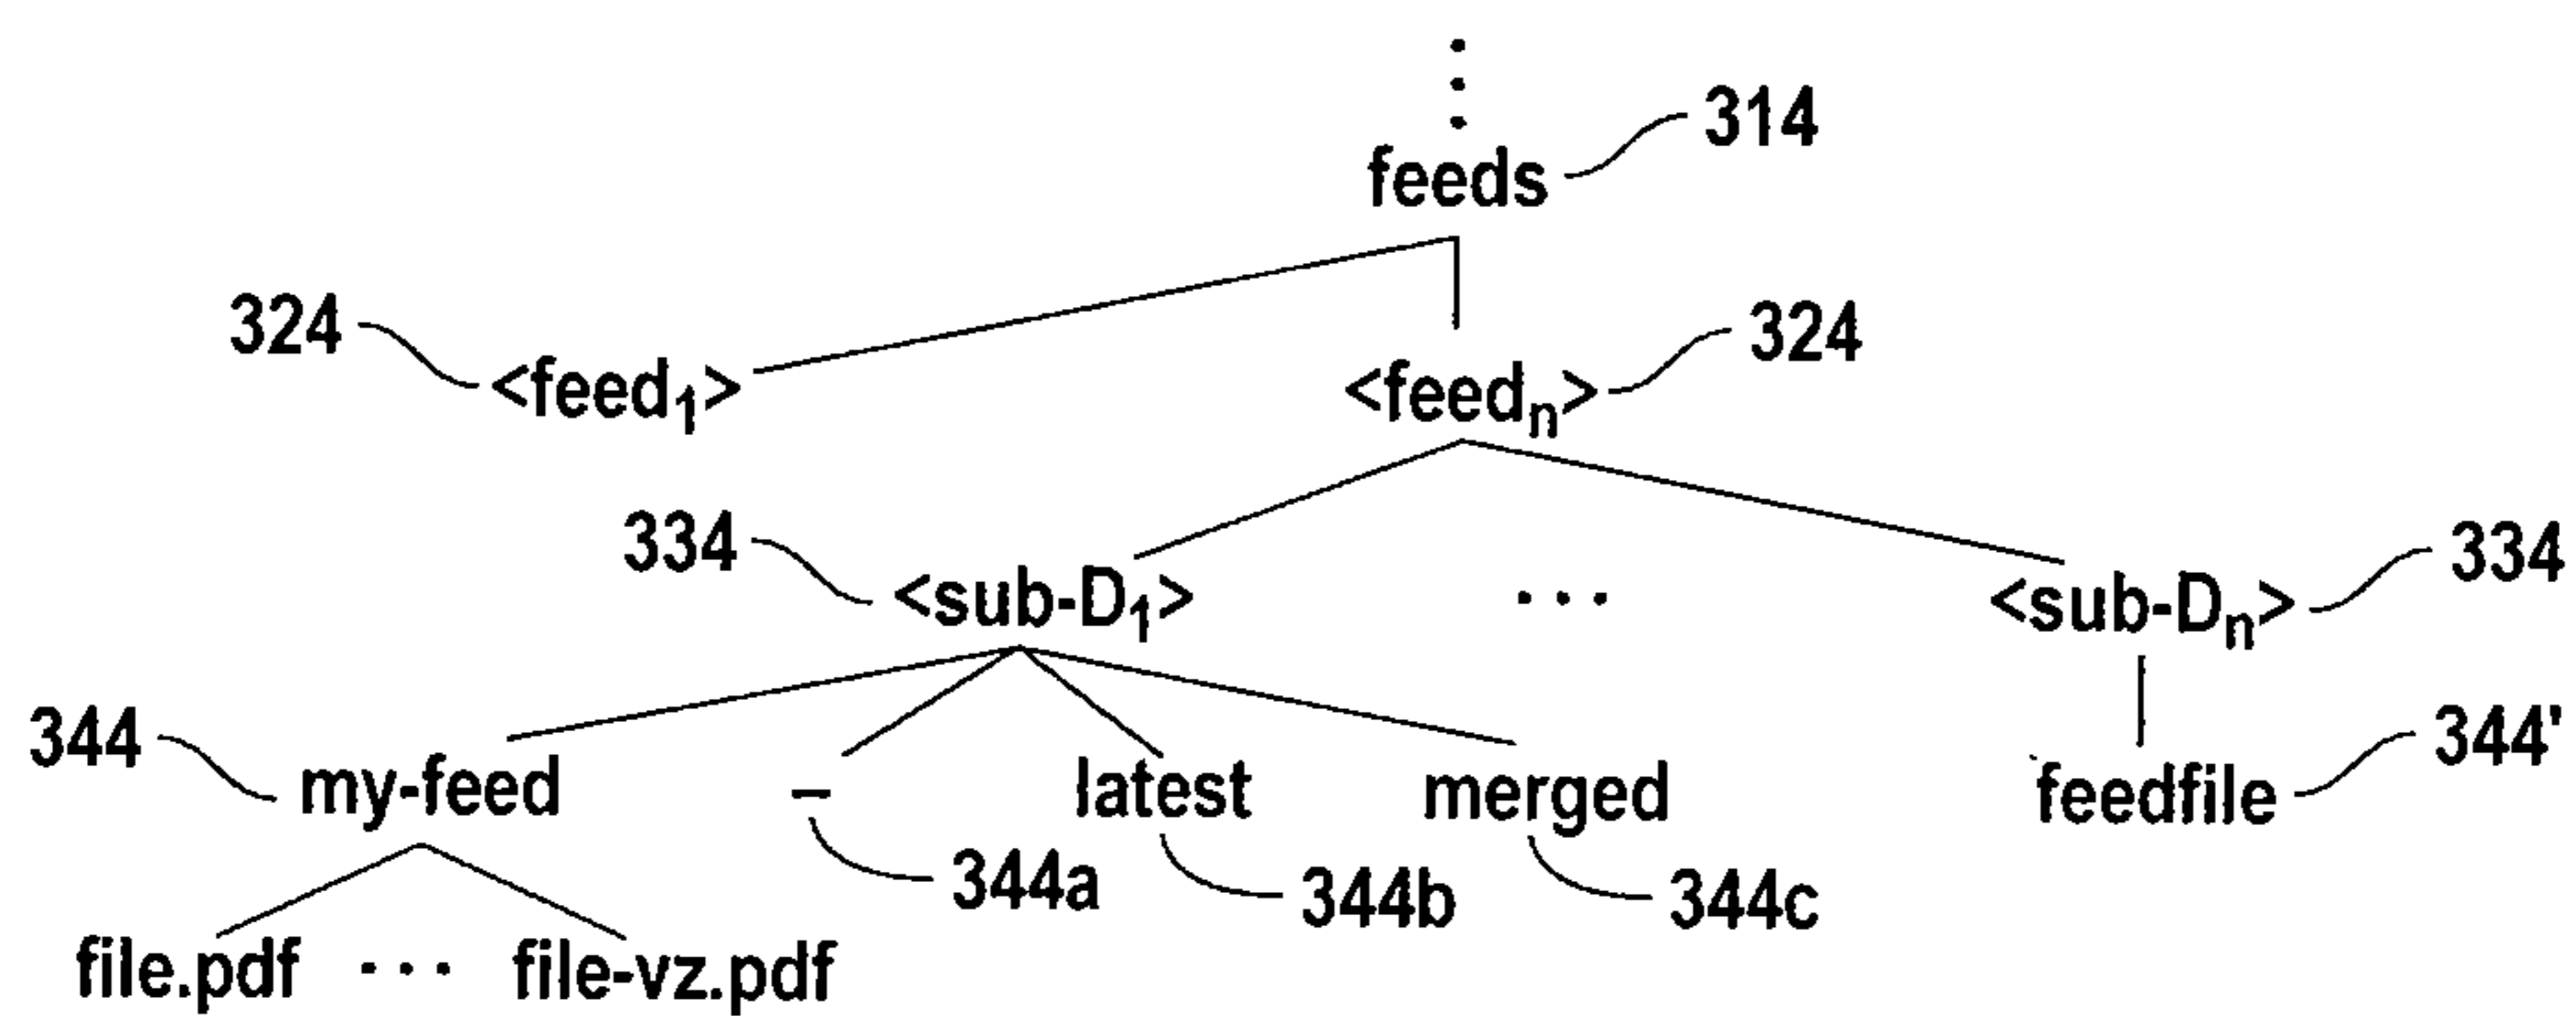 314
feeds
324
324
<feed1>
<feedn>
334
334
<sub-D1>
. . .
<sub-Dn>
344
344'
my-feed
–
latest
merged
feedfile
344a
344b
344c
file.pdf . . . file-vz.pdf